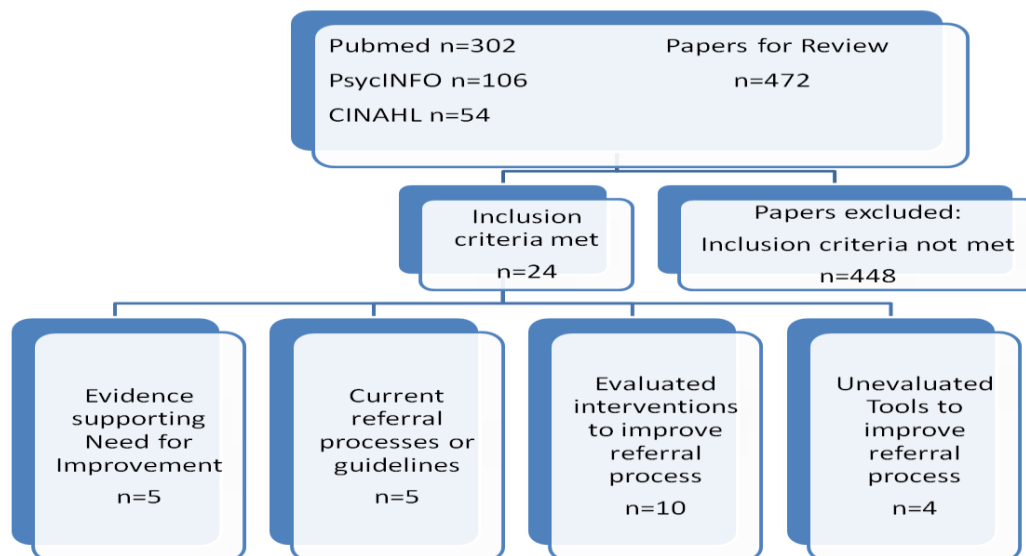 Pubmed n=302
PsycINFO n=106
CINAHL n=54
Papers for Review
n=472
Inclusion
criteria met
n=24
Papers excluded:
Inclusion criteria not met
n=448
Evidence
supporting
Need for
Improvement
n=5
Current
referral
processes or
guidelines
n=5
Evaluated
interventions
to improve
referral
process
n=10
Unevaluated
Tools to
improve
referral
process
n=4